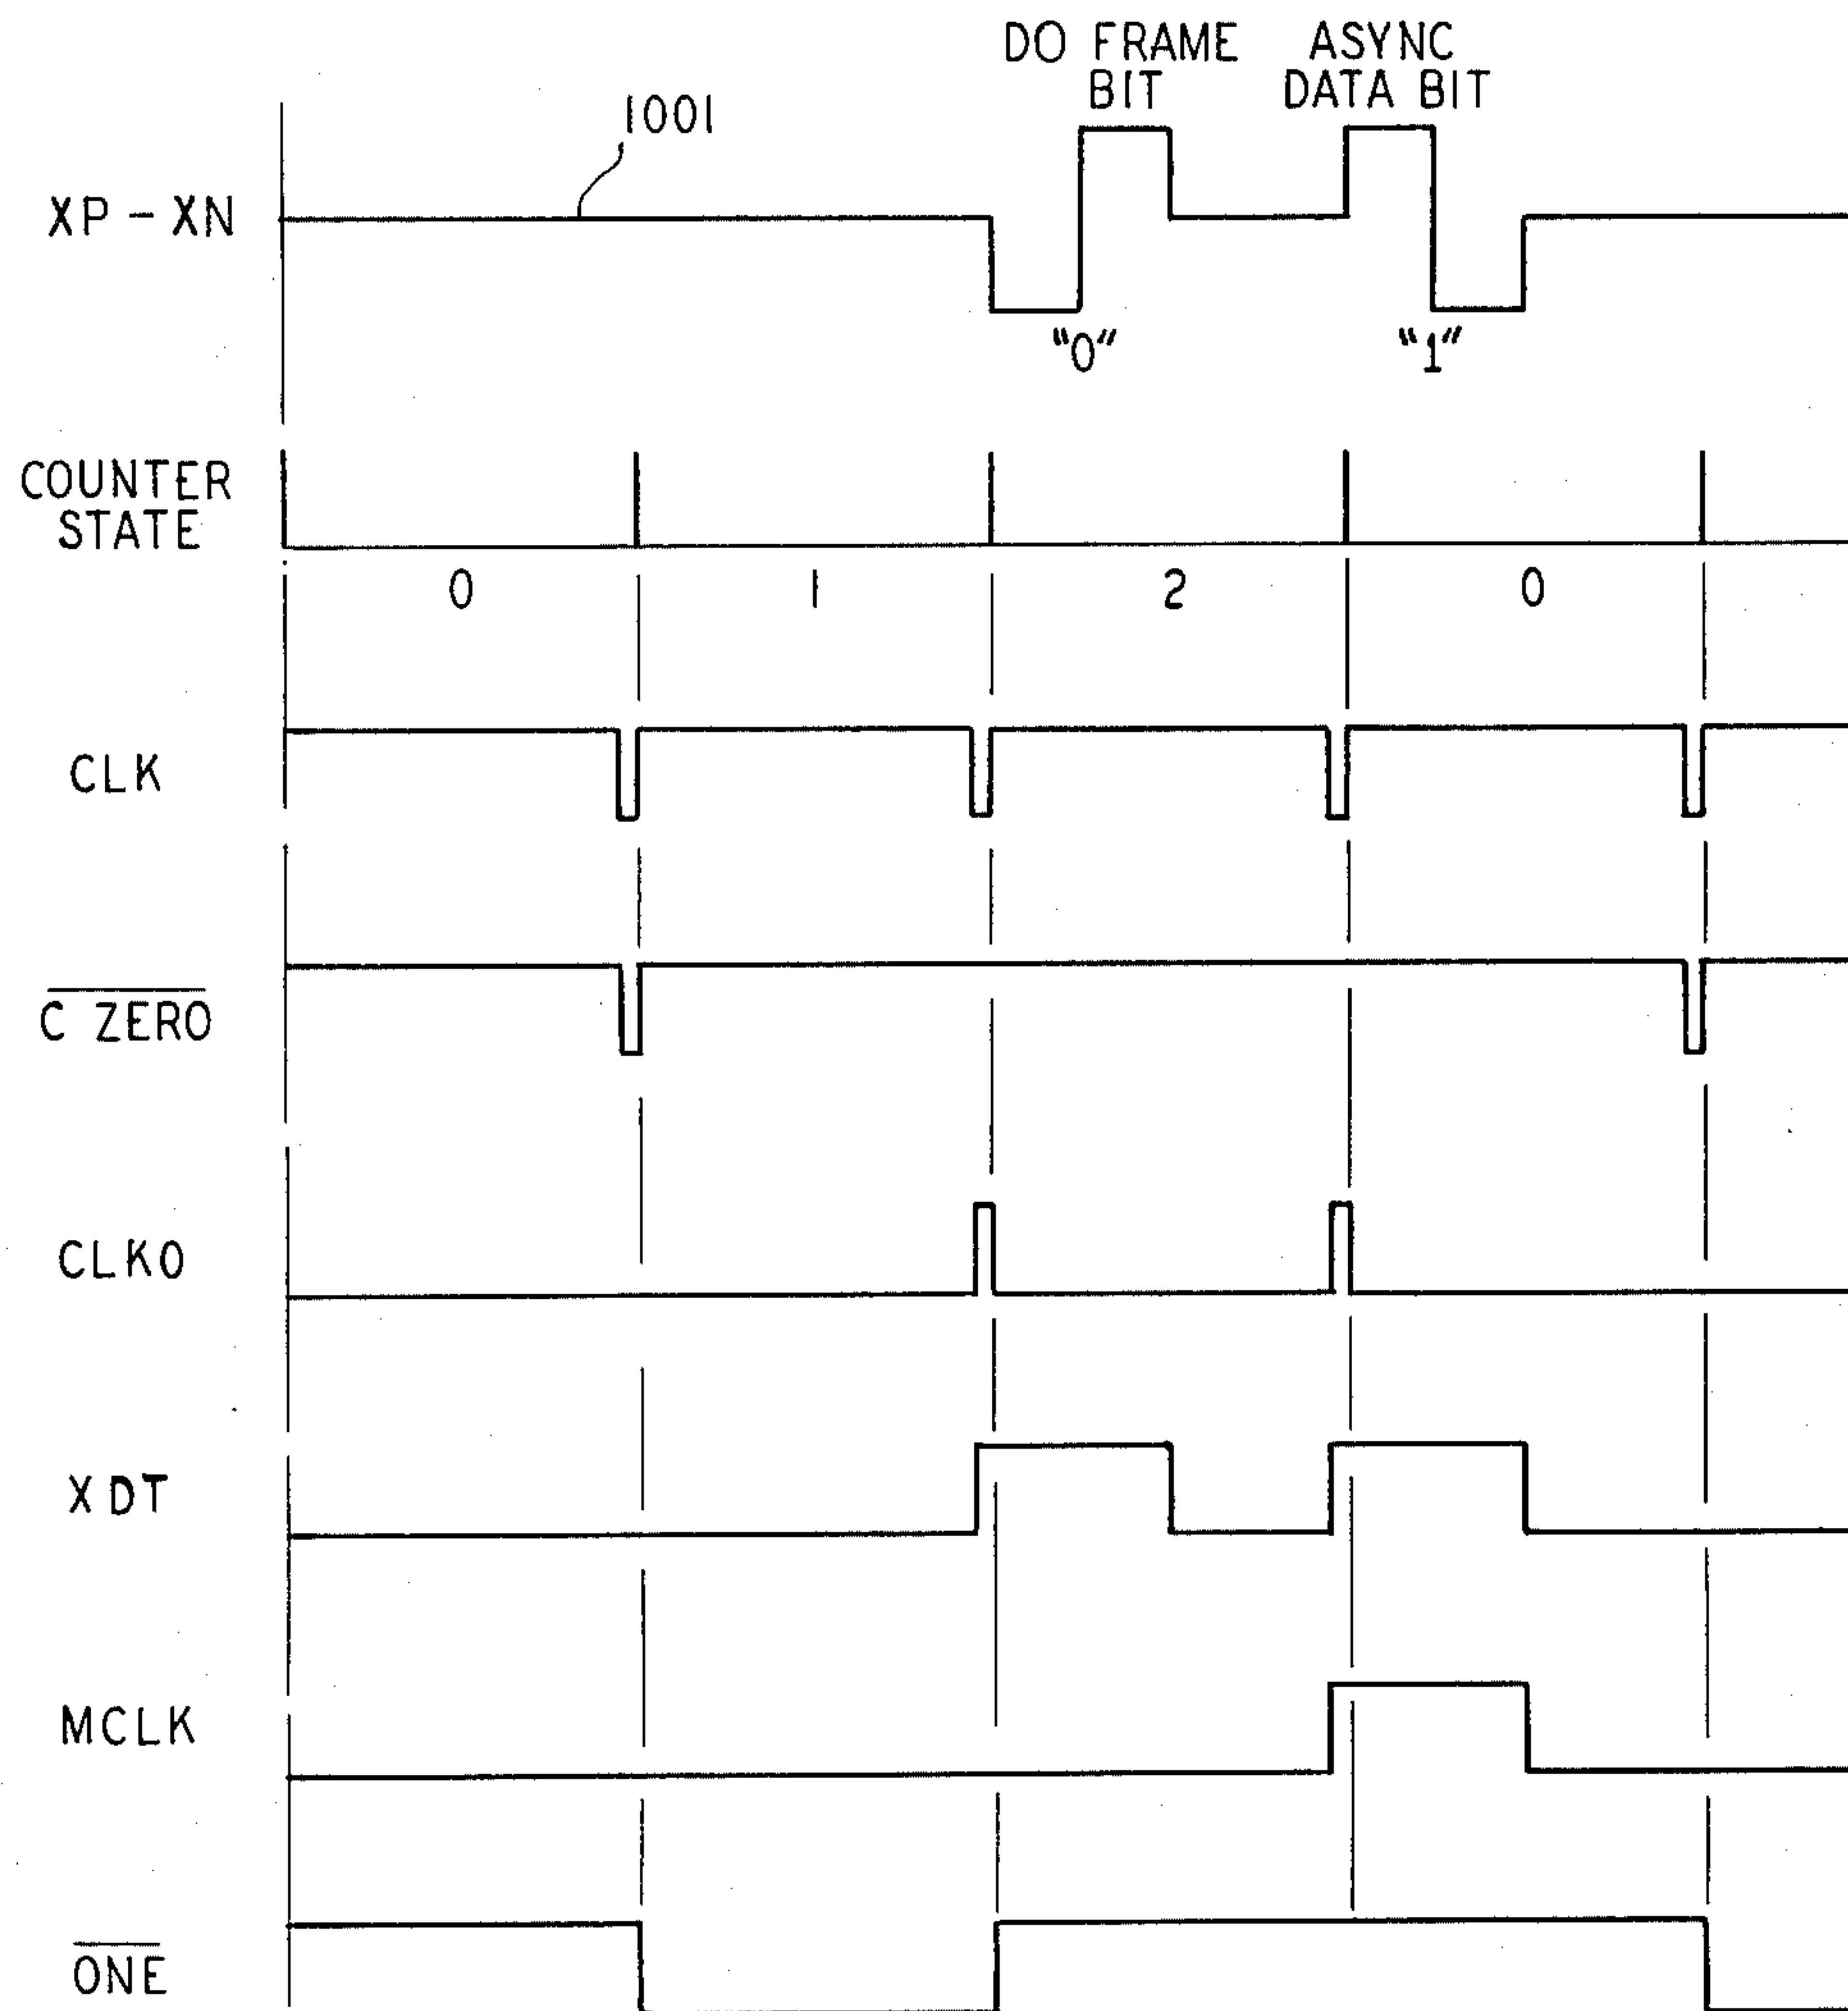 DO FRAME
BIT
ASYNC
DATA BIT
1001
XP - XN
"0"
"1"
COUNTER
STATE
0 1 2 0
CLK
C ZERO
CLK0
XDT
MCLK
ONE